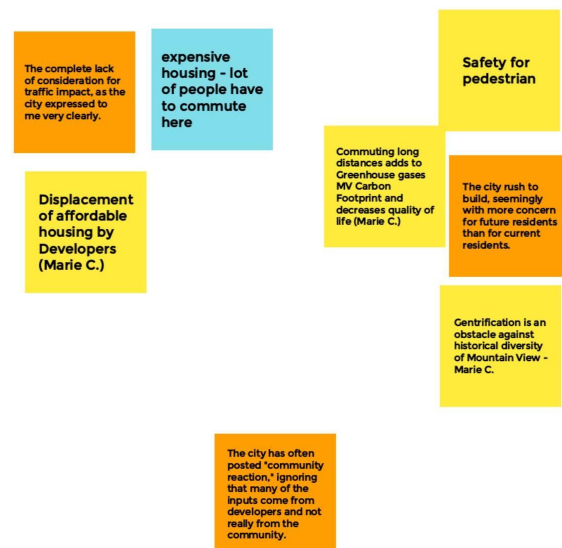 The complete lack
of consideration for
traffic impact, as the
city expressed to
me very clearly.
expensive
housing - lot
of people have
to commute
here
Safety for
pedestrian
Commuting long
distances adds to
Greenhouse gases
MV Carbon
Footprint and
decreases quality of
life (Marie C.)
The city rush to
build, seemingly
with more concern
for future residents
than for current
residents.
Displacement
of affordable
housing by
Developers
(Marie C.)
Gentrification is an
obstacle against
historical diversity
of Mountain View -
Marie C.
The city has often
posted "community
reaction," ignoring
that many of the
inputs come from
developers and not
really from the
community.